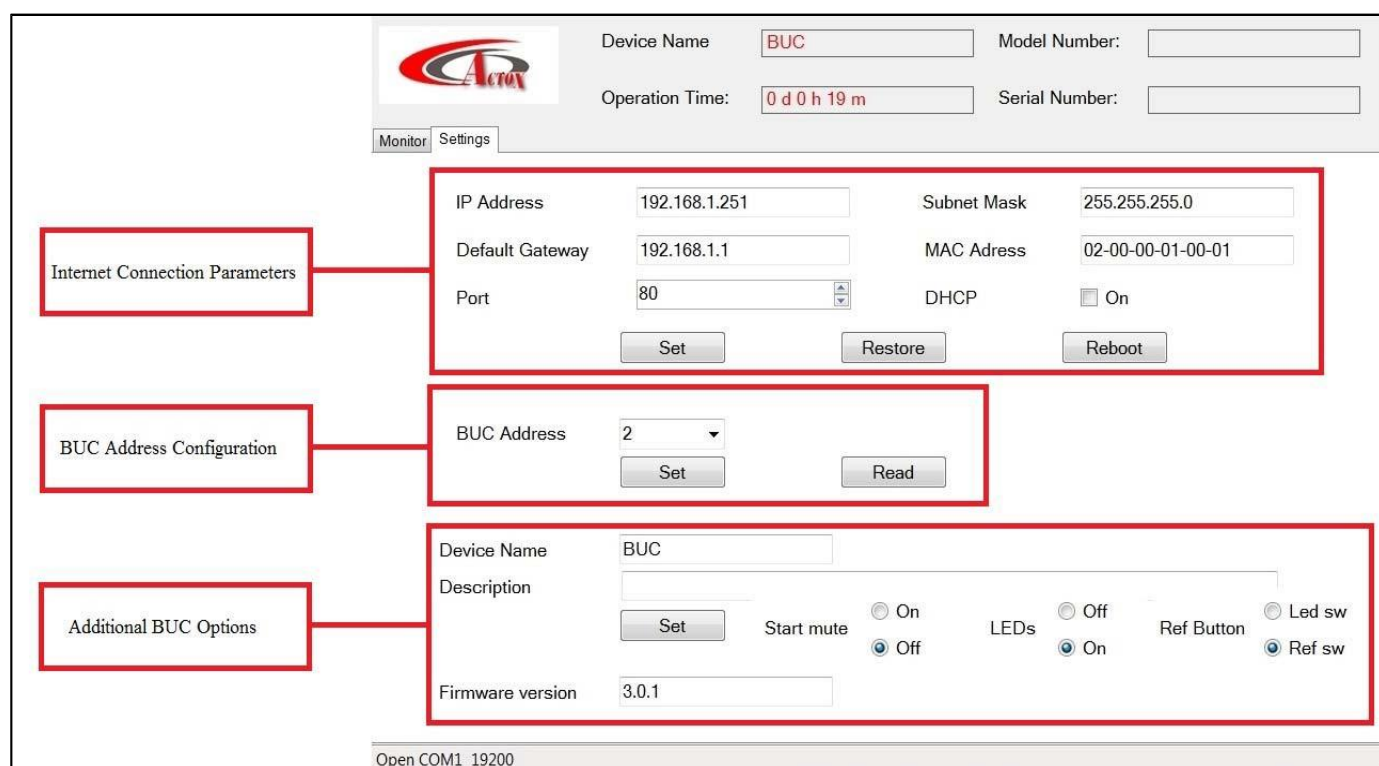 Actox
Device Name BUC Model Number:
Operation Time: 0 d 0 h 19 m Serial Number:
Monitor Settings
IP Address 192.168.1.251 Subnet Mask 255.255.255.0
Internet Connection Parameters
Default Gateway 192.168.1.1 MAC Adress 02-00-00-01-00-01
Port 80 DHCP On
Set Restore Reboot
BUC Address Configuration
BUC Address 2
Set Read
Additional BUC Options
Device Name BUC
Description
Set Start mute On Off LEDs Off On Ref Button Led sw Ref sw
Firmware version 3.0.1
Open COM1 19200